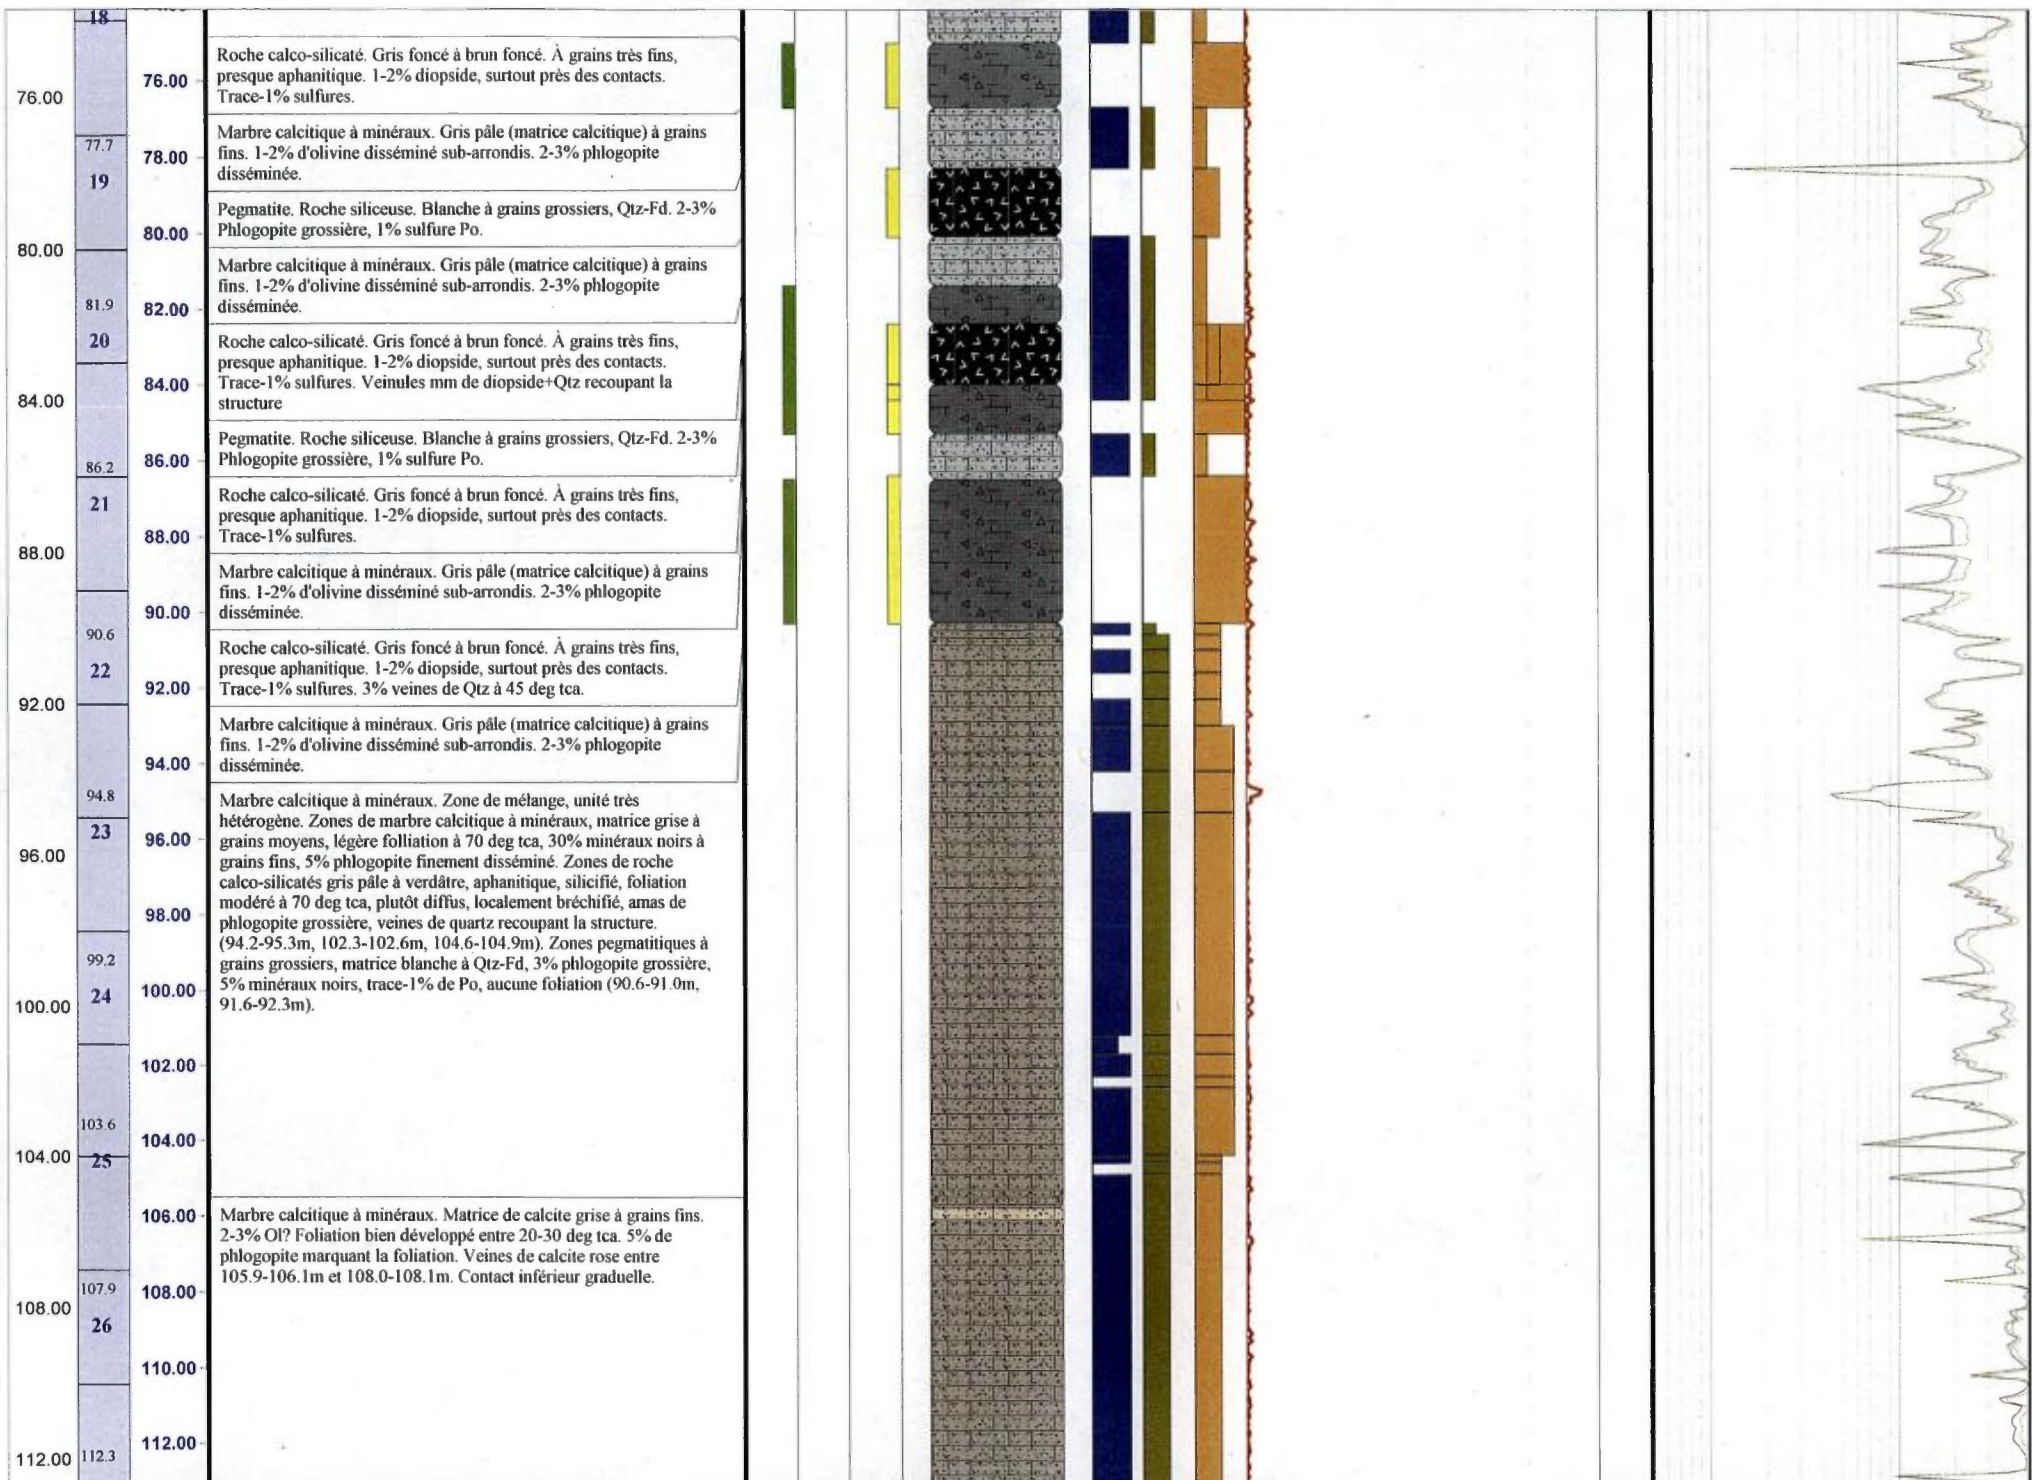 18
76.00
77.7
19
80.00
81.9
20
84.00
86.2
21
88.00
90.6
22
92.00
94.8
23
96.00
99.2
24
100.00
103.6
104.00
25
107.9
108.00
26
112.00
112.3
76.00
78.00
80.00
82.00
84.00
86.00
88.00
90.00
92.00
94.00
96.00
98.00
100.00
102.00
104.00
106.00
108.00
110.00
112.00
Roche calco-silicaté. Gris foncé à brun foncé. À grains très fins,
presque aphanitique. 1-2% diopside, surtout près des contacts.
Trace-1% sulfures.
Marbre calcitique à minéraux. Gris pâle (matrice calcitique) à grains
fins. 1-2% d'olivine disséminé sub-arrondis. 2-3% phlogopite
disséminée.
Pegmatite. Roche siliceuse. Blanche à grains grossiers, Qtz-Fd. 2-3%
Phlogopite grossière, 1% sulfure Po.
Marbre calcitique à minéraux. Gris pâle (matrice calcitique) à grains
fins. 1-2% d'olivine disséminé sub-arrondis. 2-3% phlogopite
disséminée.
Roche calco-silicaté. Gris foncé à brun foncé. À grains très fins,
presque aphanitique. 1-2% diopside, surtout près des contacts.
Trace-1% sulfures. Veinules mm de diopside+Qtz recoupant la
structure
Pegmatite. Roche siliceuse. Blanche à grains grossiers, Qtz-Fd. 2-3%
Phlogopite grossière, 1% sulfure Po.
Roche calco-silicaté. Gris foncé à brun foncé. À grains très fins,
presque aphanitique. 1-2% diopside, surtout près des contacts.
Trace-1% sulfures.
Marbre calcitique à minéraux. Gris pâle (matrice calcitique) à grains
fins. 1-2% d'olivine disséminé sub-arrondis. 2-3% phlogopite
disséminée.
Roche calco-silicaté. Gris foncé à brun foncé. À grains très fins,
presque aphanitique. 1-2% diopside, surtout près des contacts.
Trace-1% sulfures. 3% veines de Qtz à 45 deg tca.
Marbre calcitique à minéraux. Gris pâle (matrice calcitique) à grains
fins. 1-2% d'olivine disséminé sub-arrondis. 2-3% phlogopite
disséminée.
Marbre calcitique à minéraux. Zone de mélange, unité très
hétérogène. Zones de marbre calcitique à minéraux, matrice grise à
grains moyens, légère folliation à 70 deg tca, 30% minéraux noirs à
grains fins, 5% phlogopite finement disséminé. Zones de roche
calco-silicatés gris pâle à verdâtre, aphanitique, silicifié, foliation
modéré à 70 deg tca, plutôt diffus, localement bréchifié, amas de
phlogopite grossière, veines de quartz recoupant la structure.
(94.2-95.3m, 102.3-102.6m, 104.6-104.9m). Zones pegmatitiques à
grains grossiers, matrice blanche à Qtz-Fd, 3% phlogopite grossière,
5% minéraux noirs, trace-1% de Po, aucune foliation (90.6-91.0m,
91.6-92.3m).
Marbre calcitique à minéraux. Matrice de calcite grise à grains fins.
2-3% Ol? Foliation bien développé entre 20-30 deg tca. 5% de
phlogopite marquant la foliation. Veines de calcite rose entre
105.9-106.1m et 108.0-108.1m. Contact inférieur graduelle.